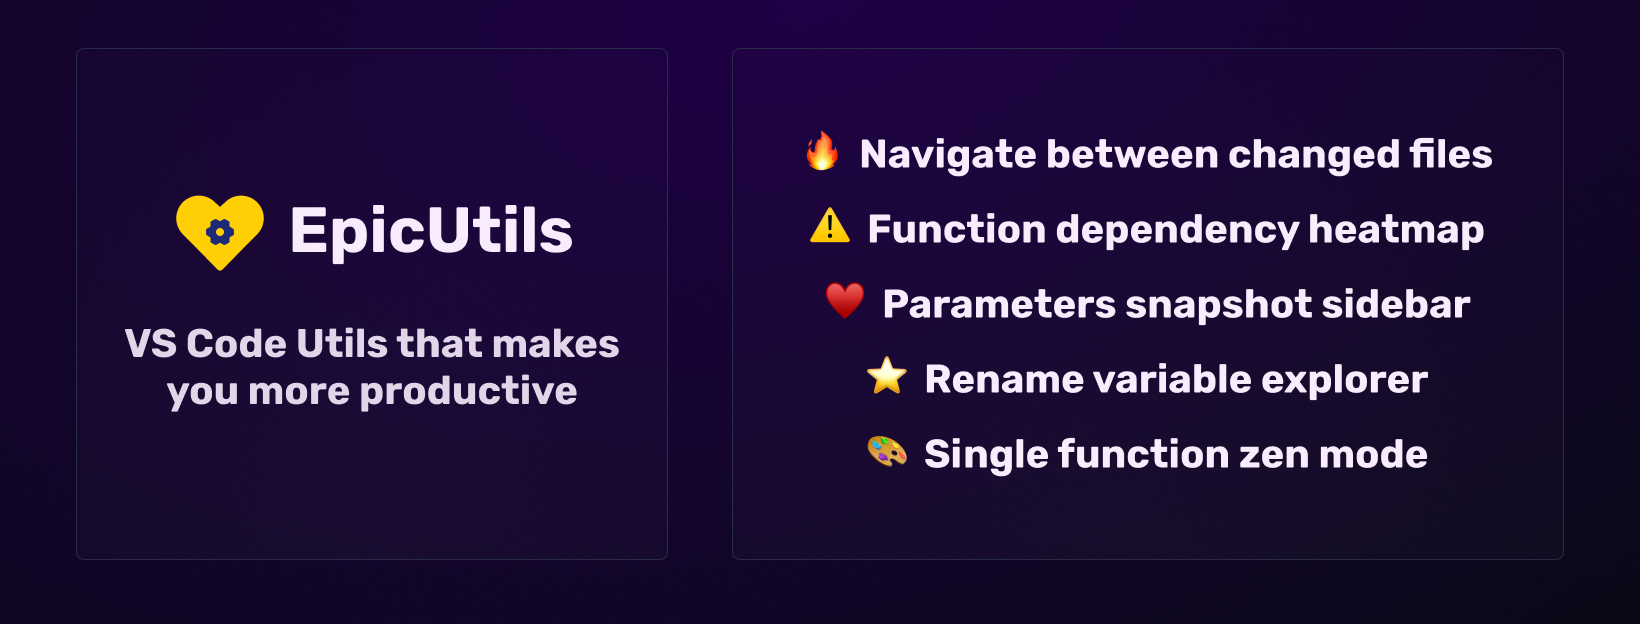 EpicUtils
VS Code Utils that makes
you more productive
🔥 Navigate between changed files
⚠️ Function dependency heatmap
♥️ Parameters snapshot sidebar
⭐ Rename variable explorer
🎨 Single function zen mode